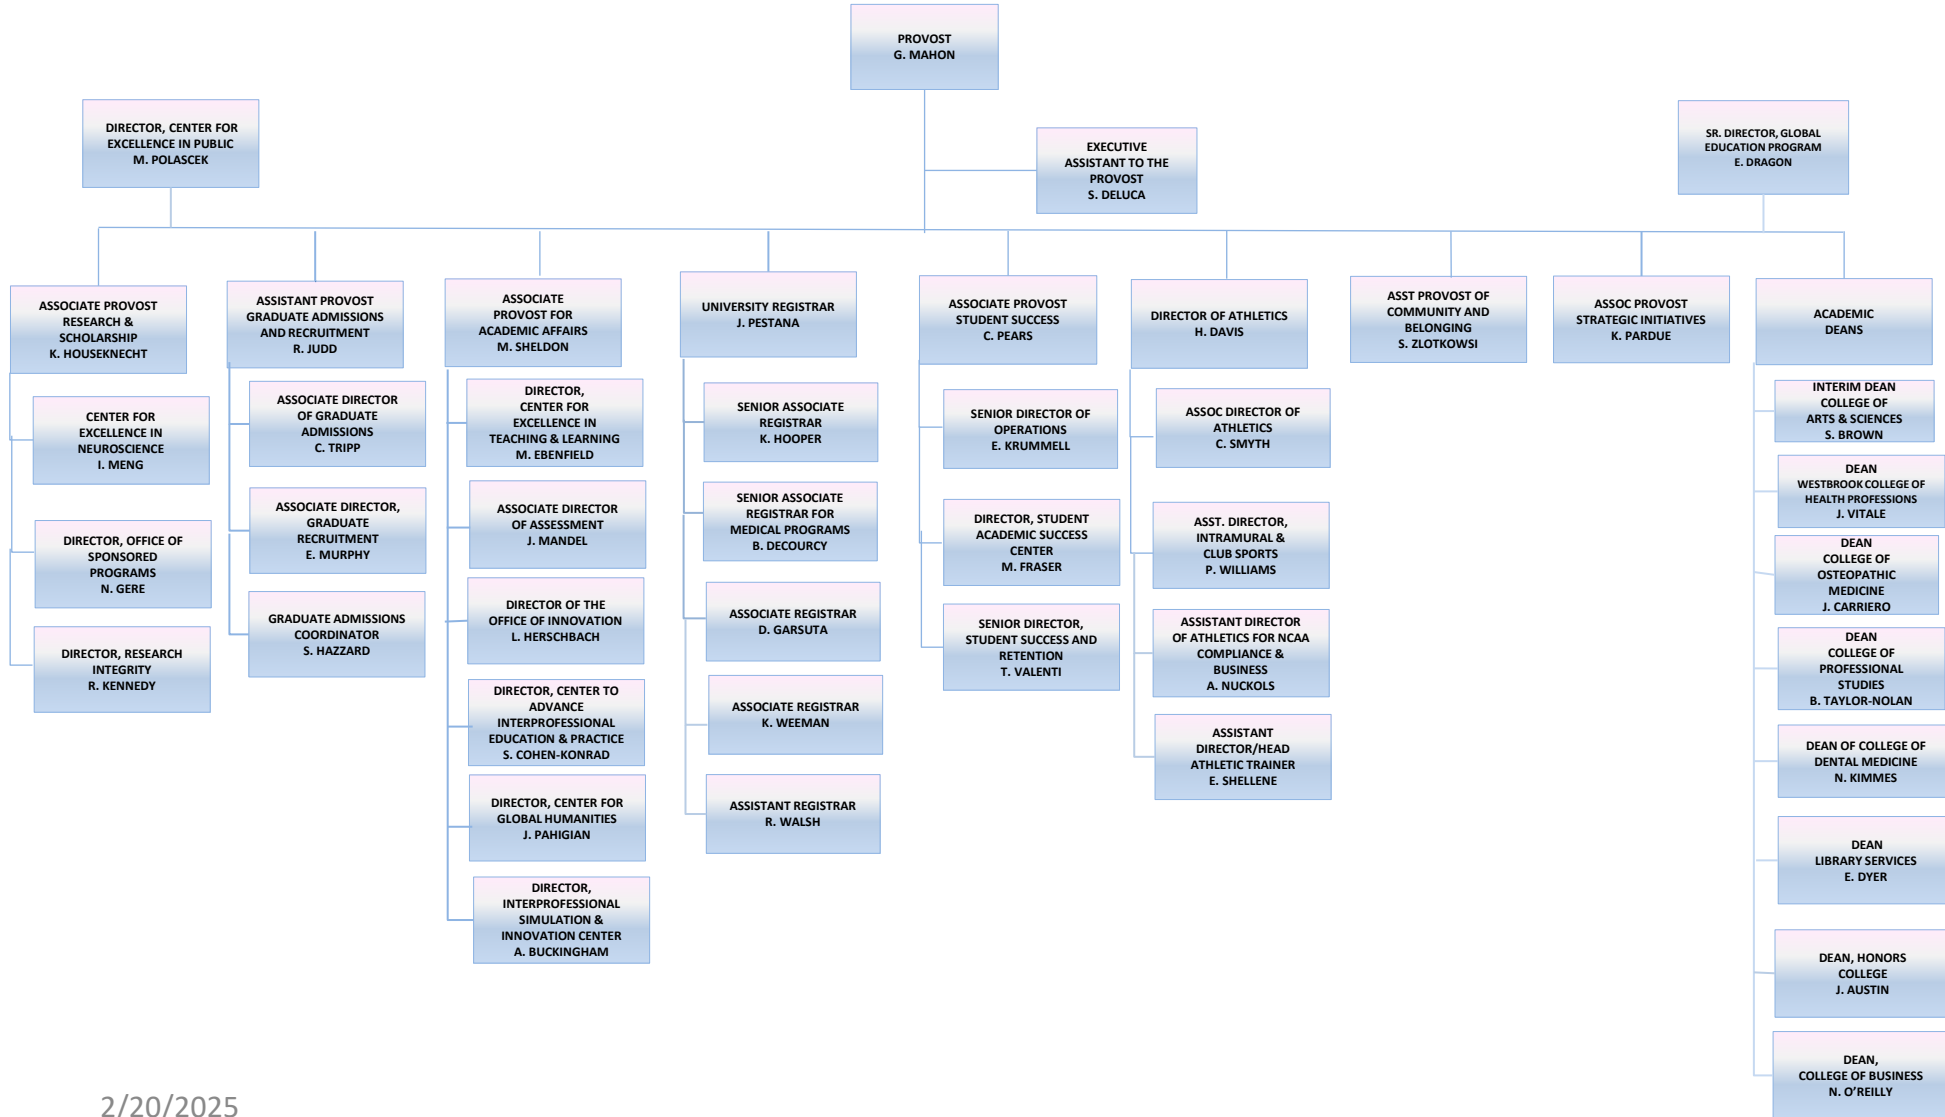 PROVOST
G. MAHON
DIRECTOR, CENTER FOR
EXCELLENCE IN PUBLIC
M. POLASCEK
EXECUTIVE
ASSISTANT TO THE
PROVOST
S. DELUCA
SR. DIRECTOR, GLOBAL
EDUCATION PROGRAM
E. DRAGON
ASSOCIATE PROVOST
RESEARCH &
SCHOLARSHIP
K. HOUSEKNECHT
CENTER FOR
EXCELLENCE IN
NEUROSCIENCE
I. MENG
DIRECTOR, OFFICE OF
SPONSORED
PROGRAMS
N. GERE
DIRECTOR, RESEARCH
INTEGRITY
R. KENNEDY
ASSISTANT PROVOST
GRADUATE ADMISSIONS
AND RECRUITMENT
R. JUDD
ASSOCIATE DIRECTOR
OF GRADUATE
ADMISSIONS
C. TRIPP
ASSOCIATE DIRECTOR,
GRADUATE
RECRUITMENT
E. MURPHY
GRADUATE ADMISSIONS
COORDINATOR
S. HAZZARD
ASSOCIATE
PROVOST FOR
ACADEMIC AFFAIRS
M. SHELDON
DIRECTOR,
CENTER FOR
EXCELLENCE IN
TEACHING & LEARNING
M. EBENFIELD
ASSOCIATE DIRECTOR
OF ASSESSMENT
J. MANDEL
DIRECTOR OF THE
OFFICE OF INNOVATION
L. HERSCHBACH
DIRECTOR, CENTER TO
ADVANCE
INTERPROFESSIONAL
EDUCATION & PRACTICE
S. COHEN-KONRAD
DIRECTOR, CENTER FOR
GLOBAL HUMANITIES
J. PAHIGIAN
DIRECTOR,
INTERPROFESSIONAL
SIMULATION &
INNOVATION CENTER
A. BUCKINGHAM
UNIVERSITY REGISTRAR
J. PESTANA
SENIOR ASSOCIATE
REGISTRAR
K. HOOPER
SENIOR ASSOCIATE
REGISTRAR FOR
MEDICAL PROGRAMS
B. DECOURCY
ASSOCIATE REGISTRAR
D. GARSUTA
ASSOCIATE REGISTRAR
K. WEEMAN
ASSISTANT REGISTRAR
R. WALSH
ASSOCIATE PROVOST
STUDENT SUCCESS
C. PEARS
SENIOR DIRECTOR OF
OPERATIONS
E. KRUMMELL
DIRECTOR, STUDENT
ACADEMIC SUCCESS
CENTER
M. FRASER
SENIOR DIRECTOR,
STUDENT SUCCESS AND
RETENTION
T. VALENTI
DIRECTOR OF ATHLETICS
H. DAVIS
ASSOC DIRECTOR OF
ATHLETICS
C. SMYTH
ASST. DIRECTOR,
INTRAMURAL &
CLUB SPORTS
P. WILLIAMS
ASSISTANT DIRECTOR
OF ATHLETICS FOR NCAA
COMPLIANCE &
BUSINESS
A. NUCKOLS
ASSISTANT
DIRECTOR/HEAD
ATHLETIC TRAINER
E. SHELLENE
ASST PROVOST OF
COMMUNITY AND
BELONGING
S. ZLOTKOWSI
ASSOC PROVOST
STRATEGIC INITIATIVES
K. PARDUE
ACADEMIC
DEANS
INTERIM DEAN
COLLEGE OF
ARTS & SCIENCES
S. BROWN
DEAN
WESTBROOK COLLEGE OF
HEALTH PROFESSIONS
J. VITALE
DEAN
COLLEGE OF
OSTEOPATHIC
MEDICINE
J. CARRIERO
DEAN
COLLEGE OF
PROFESSIONAL
STUDIES
B. TAYLOR-NOLAN
DEAN OF COLLEGE OF
DENTAL MEDICINE
N. KIMMES
DEAN
LIBRARY SERVICES
E. DYER
DEAN, HONORS
COLLEGE
J. AUSTIN
DEAN,
COLLEGE OF BUSINESS
N. O’REILLY
2/20/2025